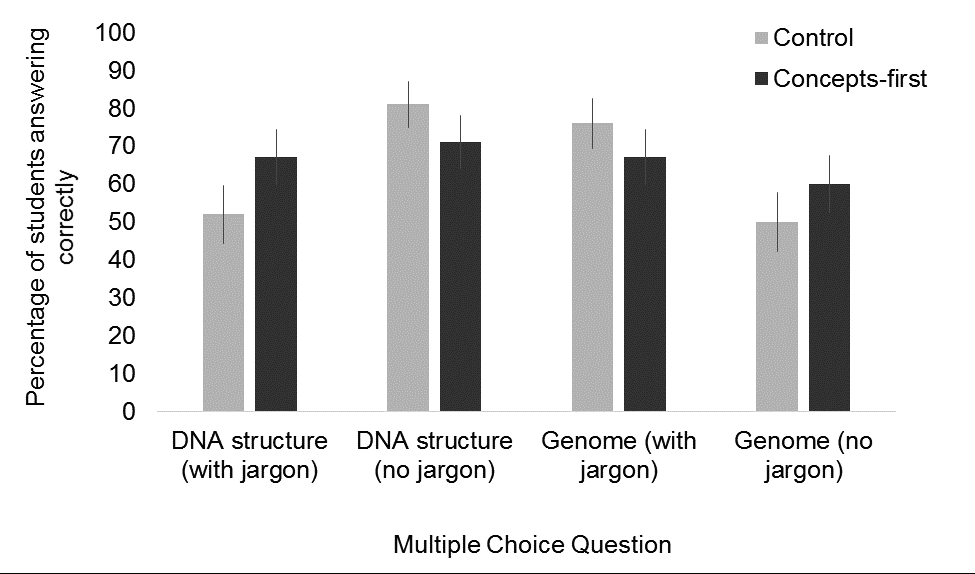 Percentage of students answering
correctly
100
90
80
70
60
50
40
30
20
10
0
Control
Concepts-first
DNA structure
(with jargon)
DNA structure
(no jargon)
Genome (with
jargon)
Genome (no
jargon)
Multiple Choice Question